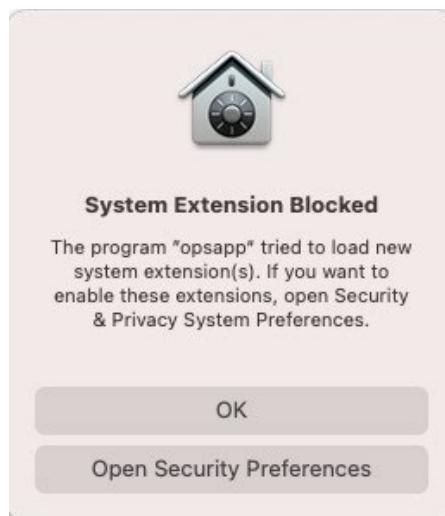 System Extension Blocked
The program "opsapp" tried to load new
system extension(s). If you want to
enable these extensions, open Security
& Privacy System Preferences.
OK
Open Security Preferences